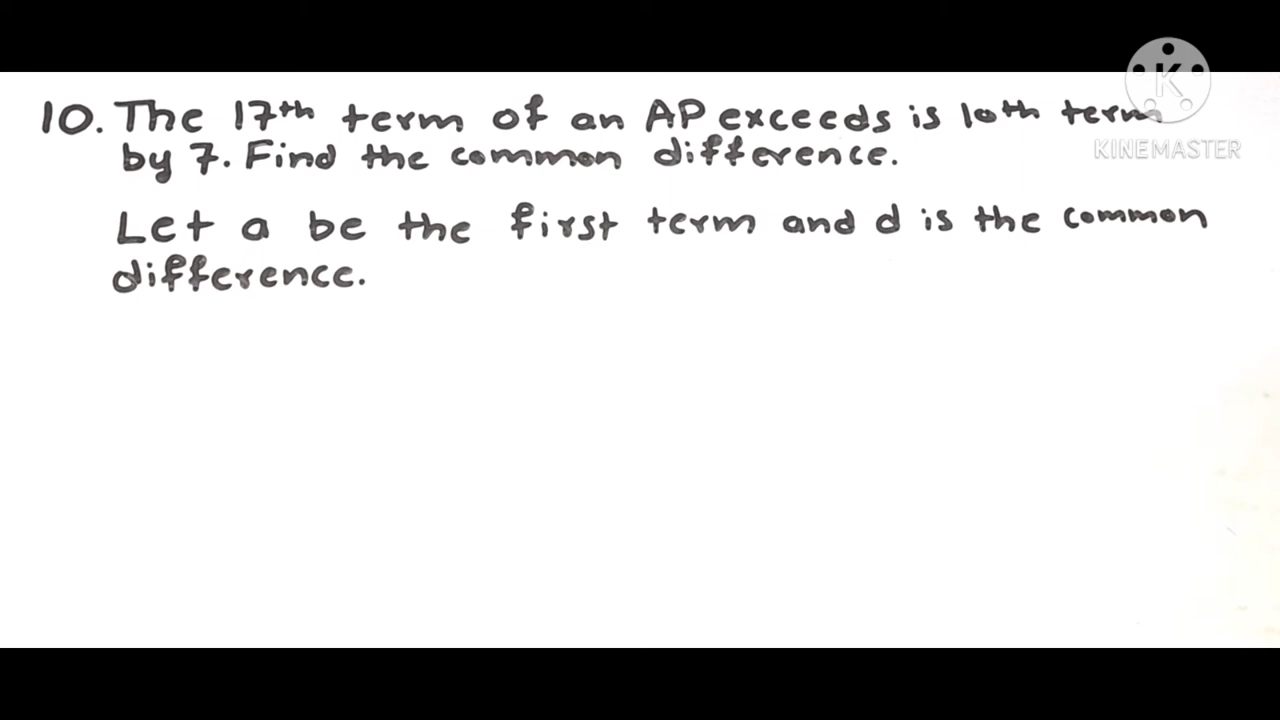 10. The 17th term of an AP exceeds is 10th term
by 7. Find the common difference.
Let a be the first term and d is the common
difference.
K
KINEMASTER